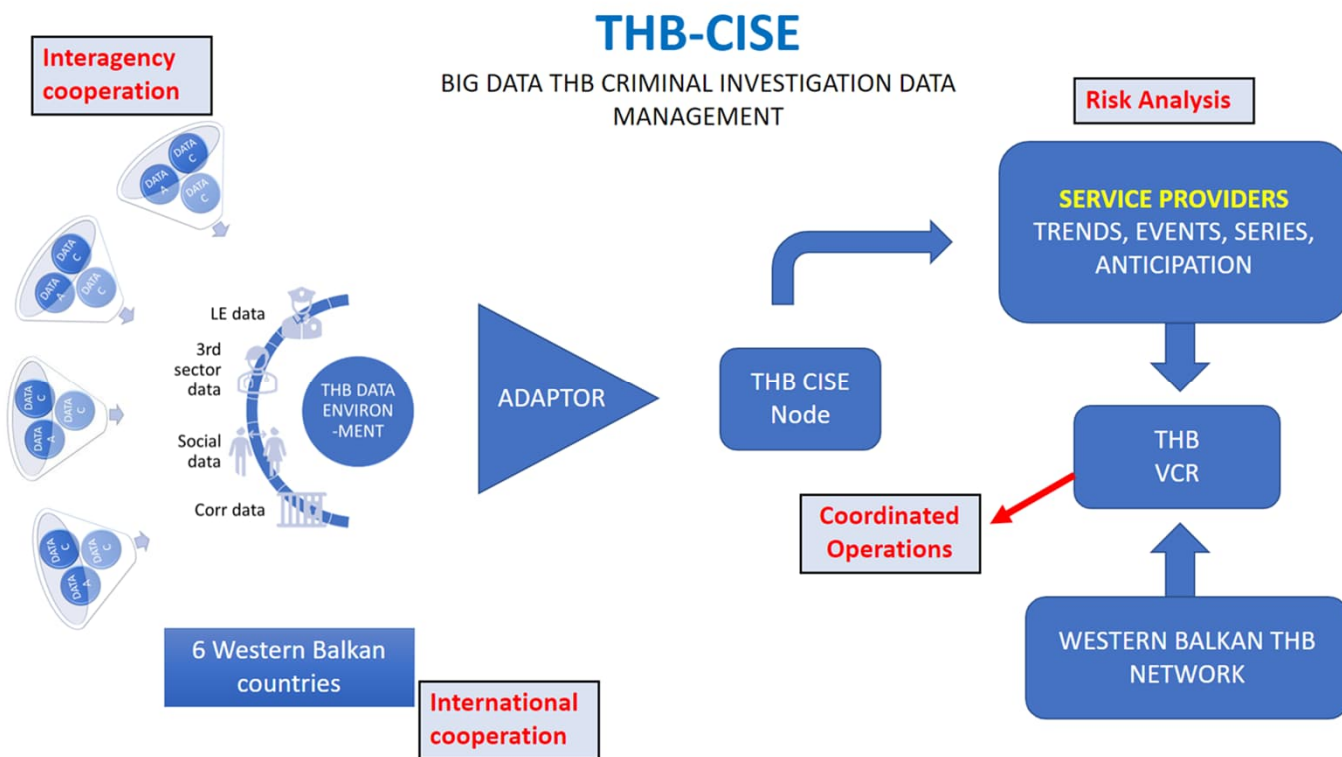 THB-CISE
BIG DATA THB CRIMINAL INVESTIGATION DATA
MANAGEMENT
Interagency
cooperation
DATA
C
DATA
A
DATA
C
DATA
C
DATA
A
DATA
C
DATA
C
DATA
C
DATA
A
DATA
C
DATA
C
DATA
A
LE data
3rd
sector data
Social
data
Corr data
THB DATA
ENVIRON
-MENT
ADAPTOR
THB CISE
Node
Risk Analysis
SERVICE PROVIDERS
TRENDS, EVENTS, SERIES,
ANTICIPATION
THB
VCR
Coordinated
Operations
WESTERN BALKAN THB
NETWORK
6 Western Balkan
countries
International
cooperation